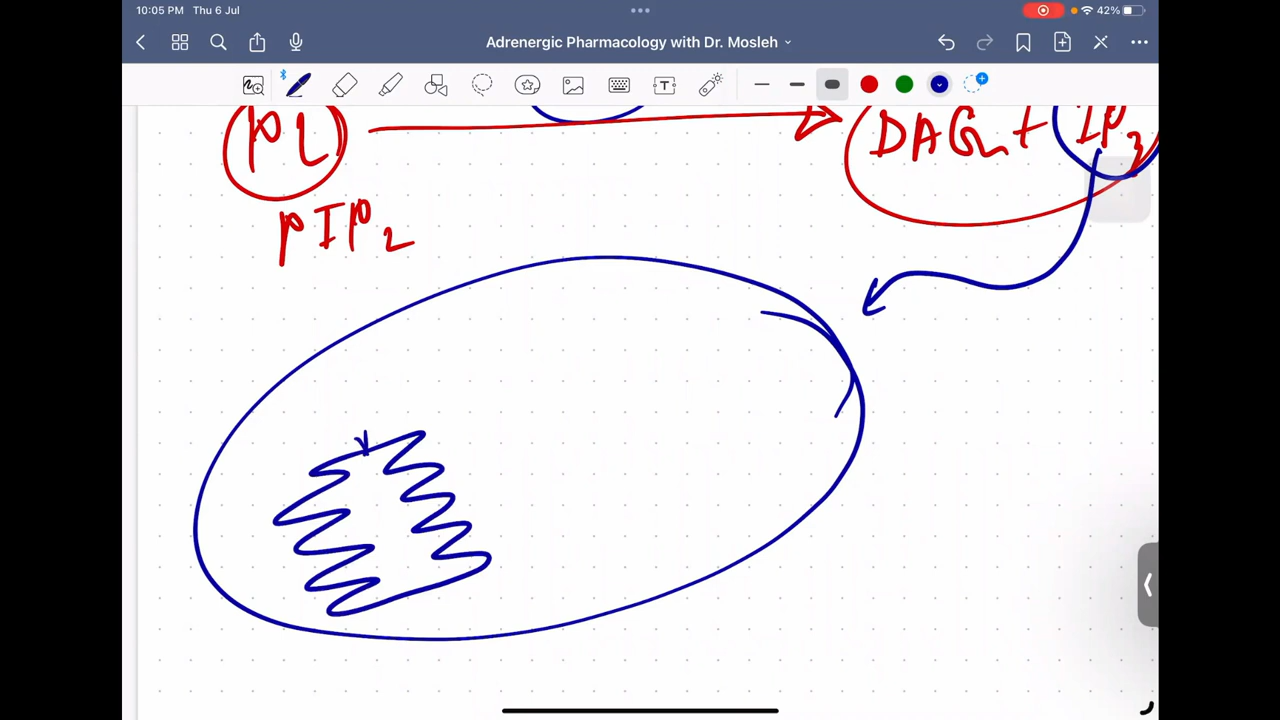 10:05 PM Thu 6 Jul
42%
Adrenergic Pharmacology with Dr. Mosleh
T
PL DAG + IP3
PIP2